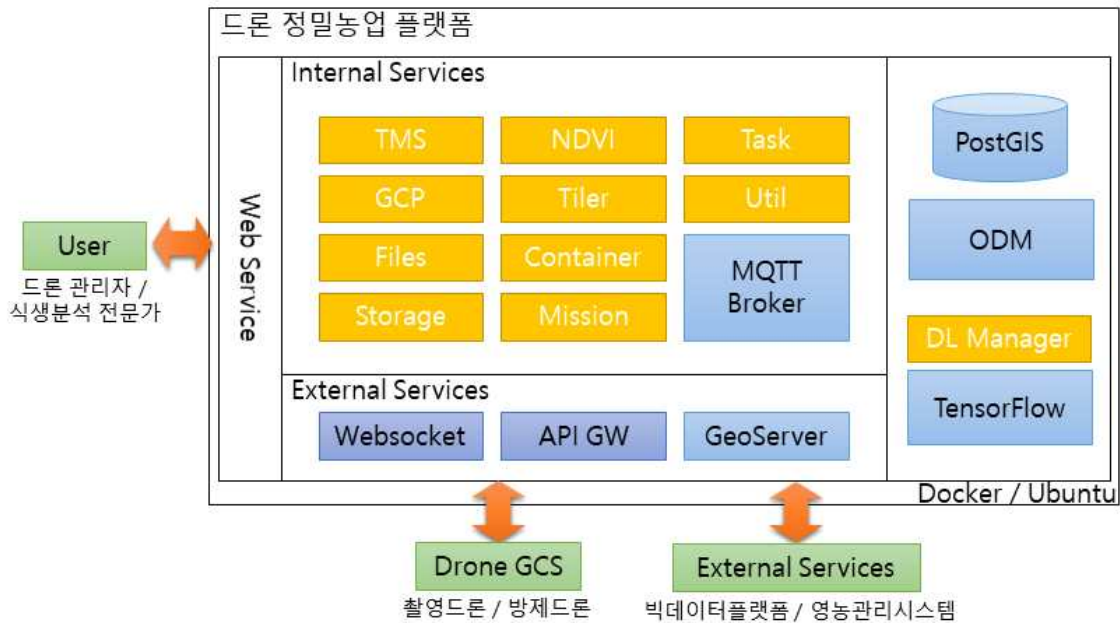 드론 정밀농업 플랫폼
Web Service
Internal Services
TMS
NDVI
Task
GCP
Tiler
Util
Files
Container
MQTT
Broker
Storage
Mission
External Services
Websocket
API GW
GeoServer
PostGIS
ODM
DL Manager
TensorFlow
Docker / Ubuntu
User
드론 관리자 /
식생분석 전문가
Drone GCS
촬영드론 / 방제드론
External Services
빅데이터플랫폼 / 영농관리시스템